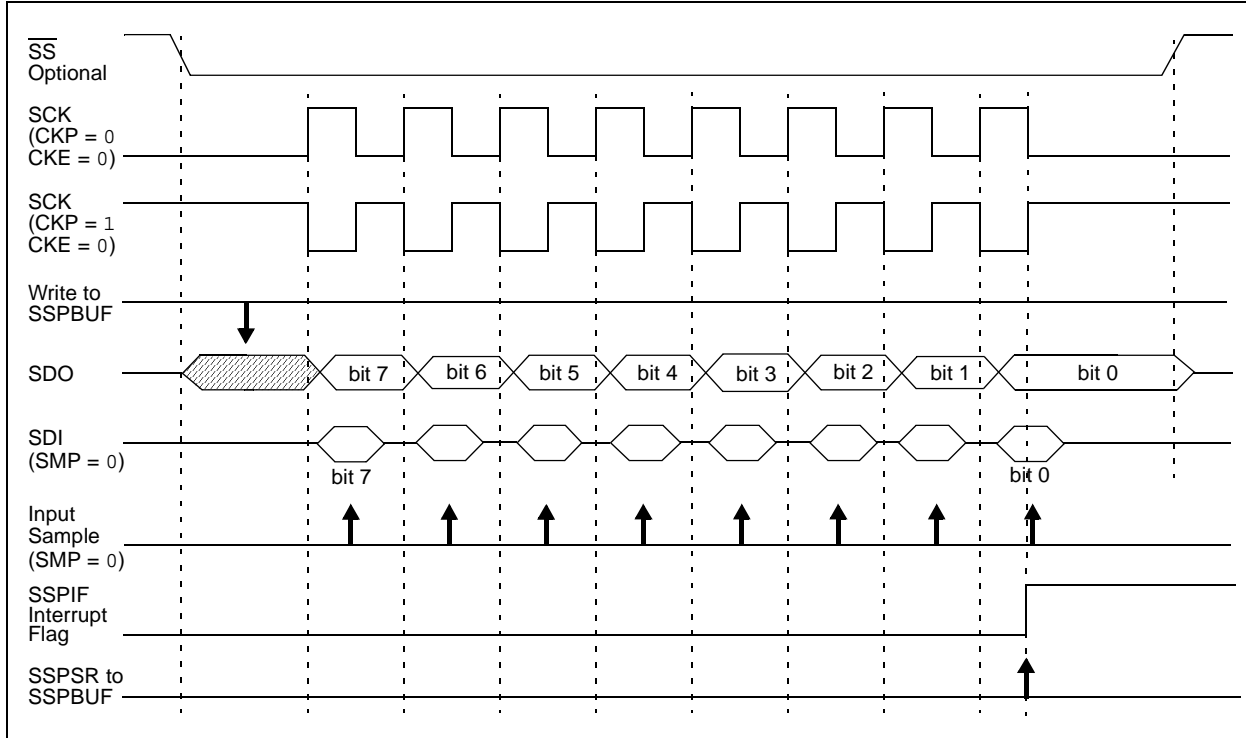 SS
Optional
SCK
(CKP = 0
CKE = 0)
SCK
(CKP = 1
CKE = 0)
Write to
SSPBUF
SDO
bit 7 bit 6 bit 5 bit 4 bit 3 bit 2 bit 1 bit 0
SDI
(SMP = 0)
bit 7 bit 0
Input
Sample
(SMP = 0)
SSPIF
Interrupt
Flag
SSPSR to
SSPBUF